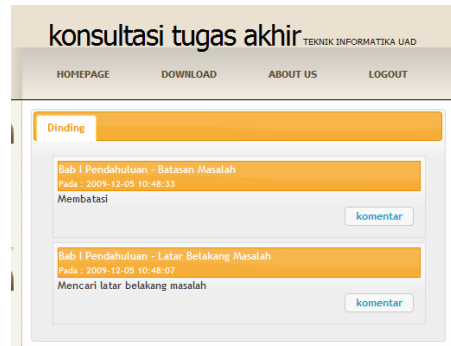 konsultasi tugas akhir TEKNIK INFORMATIKA UAD
HOMEPAGE DOWNLOAD ABOUT US LOGOUT
Dinding
Bab I Pendahuluan - Batasan Masalah
Pada : 2009-12-05 10:48:33
Membatasi
komentar
Bab I Pendahuluan - Latar Belakang Masalah
Pada : 2009-12-05 10:48:07
Mencari latar belakang masalah
komentar